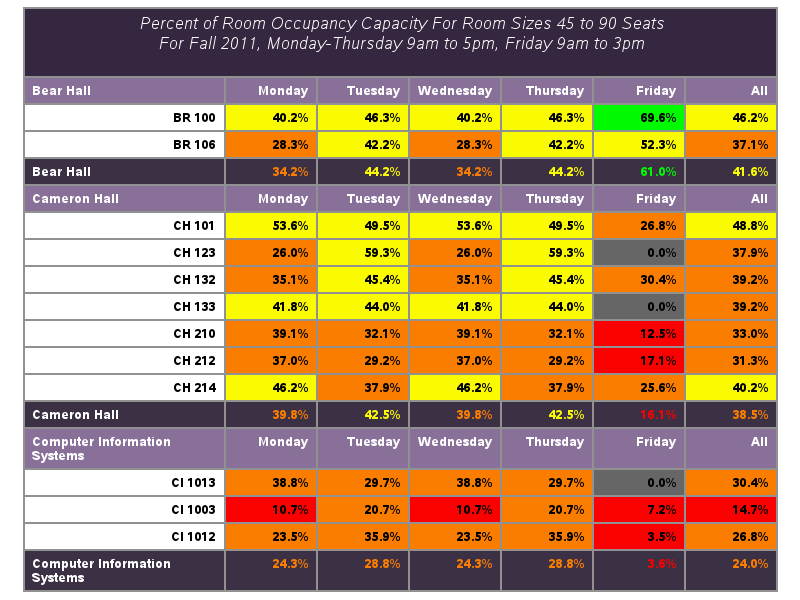 Percent of Room Occupancy Capacity For Room Sizes 45 to 90 Seats
For Fall 2011, Monday-Thursday 9am to 5pm, Friday 9am to 3pm
Bear Hall Monday Tuesday Wednesday Thursday Friday All
BR 100 40.2% 46.3% 40.2% 46.3% 69.6% 46.2%
BR 106 28.3% 42.2% 28.3% 42.2% 52.3% 37.1%
Bear Hall 34.2% 44.2% 34.2% 44.2% 61.0% 41.6%
Cameron Hall Monday Tuesday Wednesday Thursday Friday All
CH 101 53.6% 49.5% 53.6% 49.5% 26.8% 48.8%
CH 123 26.0% 59.3% 26.0% 59.3% 0.0% 37.9%
CH 132 35.1% 45.4% 35.1% 45.4% 30.4% 39.2%
CH 133 41.8% 44.0% 41.8% 44.0% 0.0% 39.2%
CH 210 39.1% 32.1% 39.1% 32.1% 12.5% 33.0%
CH 212 37.0% 29.2% 37.0% 29.2% 17.1% 31.3%
CH 214 46.2% 37.9% 46.2% 37.9% 25.6% 40.2%
Cameron Hall 39.8% 42.5% 39.8% 42.5% 16.1% 38.5%
Computer Information Monday Tuesday Wednesday Thursday Friday All
Systems
CI 1013 38.8% 29.7% 38.8% 29.7% 0.0% 30.4%
CI 1003 10.7% 20.7% 10.7% 20.7% 7.2% 14.7%
CI 1012 23.5% 35.9% 23.5% 35.9% 3.5% 26.8%
Computer Information 24.3% 28.8% 24.3% 28.8% 3.6% 24.0%
Systems